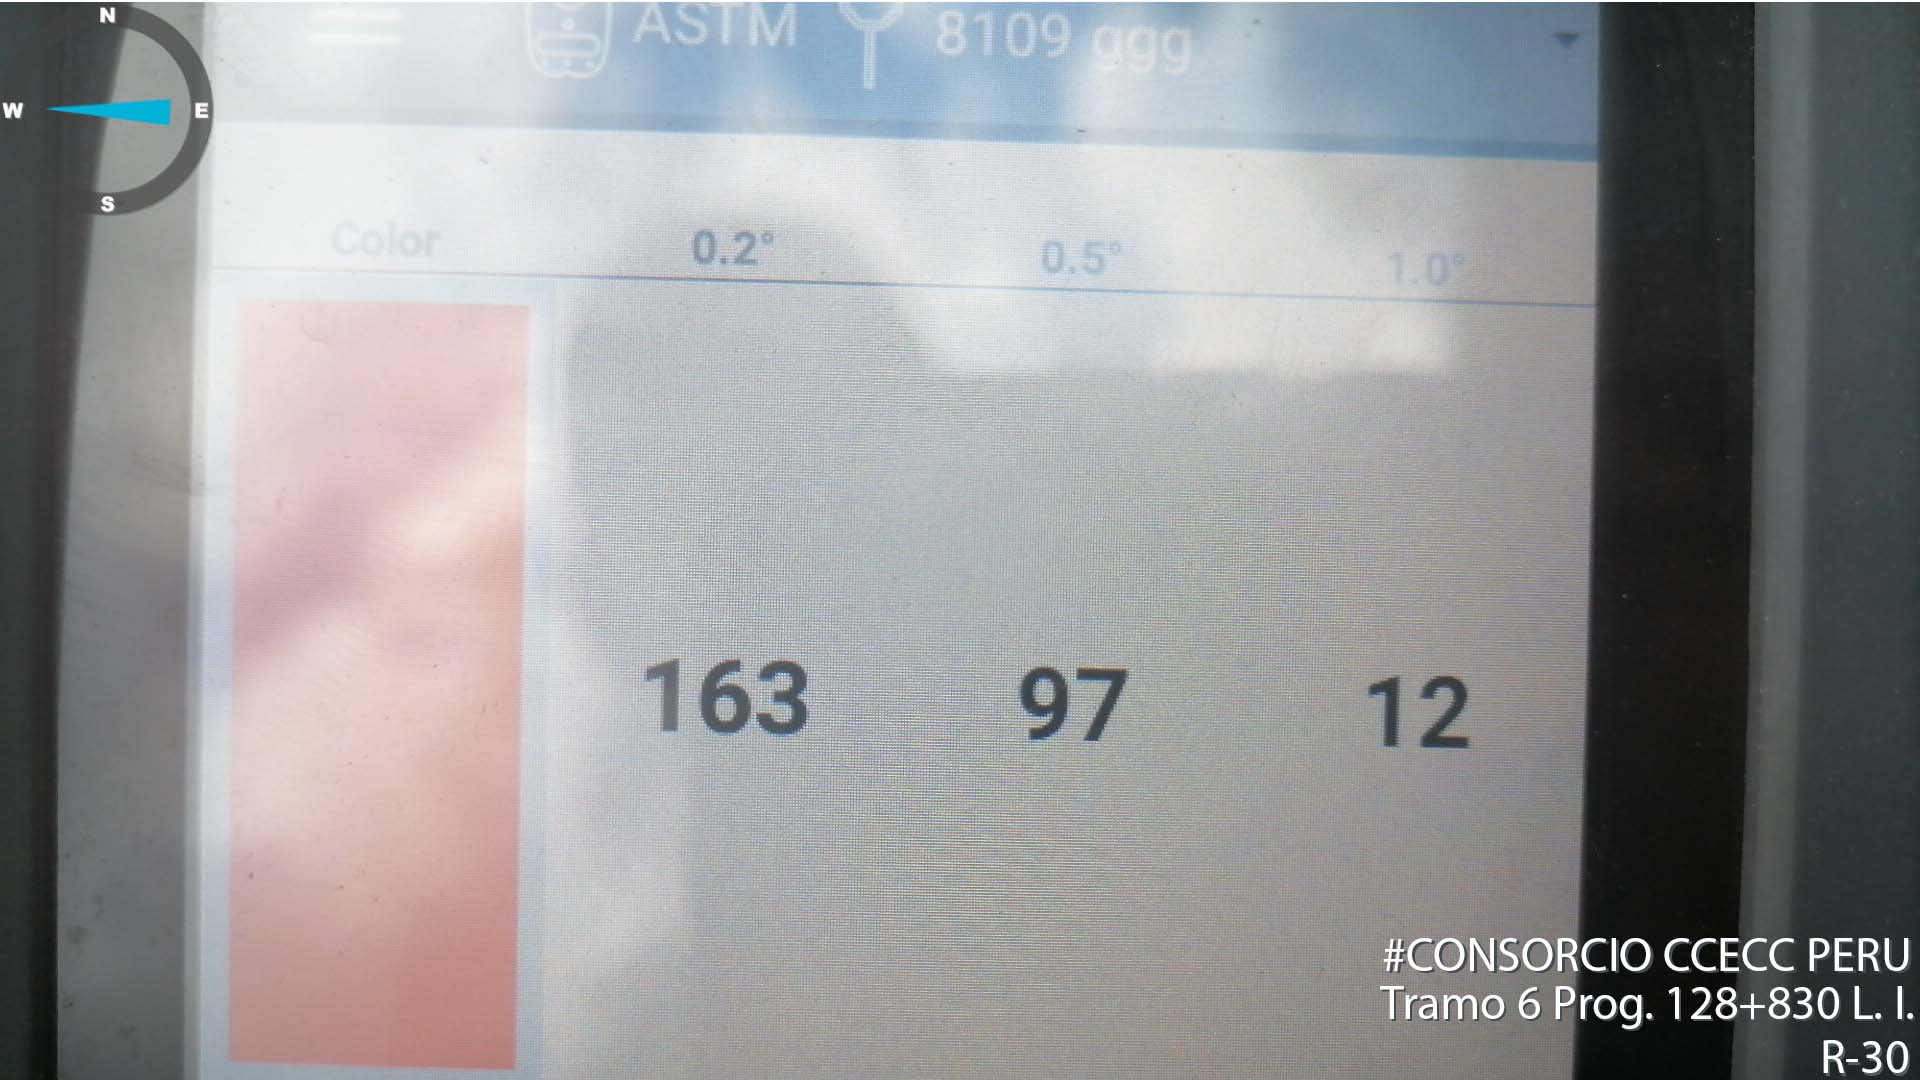 N
W E
S
ASTM 8109 ggg
Color 0.2° 0.5° 1.0°
163 97 12
#CONSORCIO CCECC PERU
Tramo 6 Prog. 128+830 L. I.
R-30